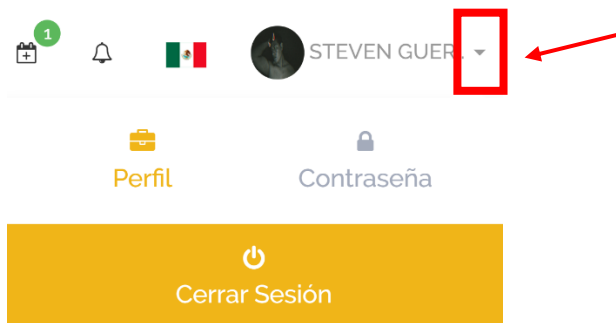 1
STEVEN GUER..
Perfil
Contraseña
Cerrar Sesión